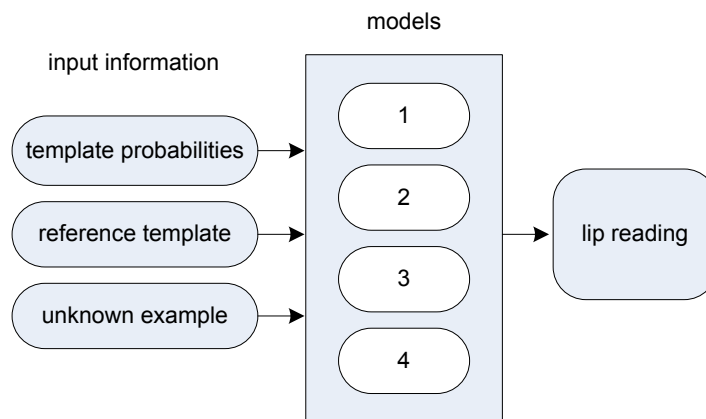 models
input information
template probabilities
reference template
unknown example
1
2
3
4
lip reading